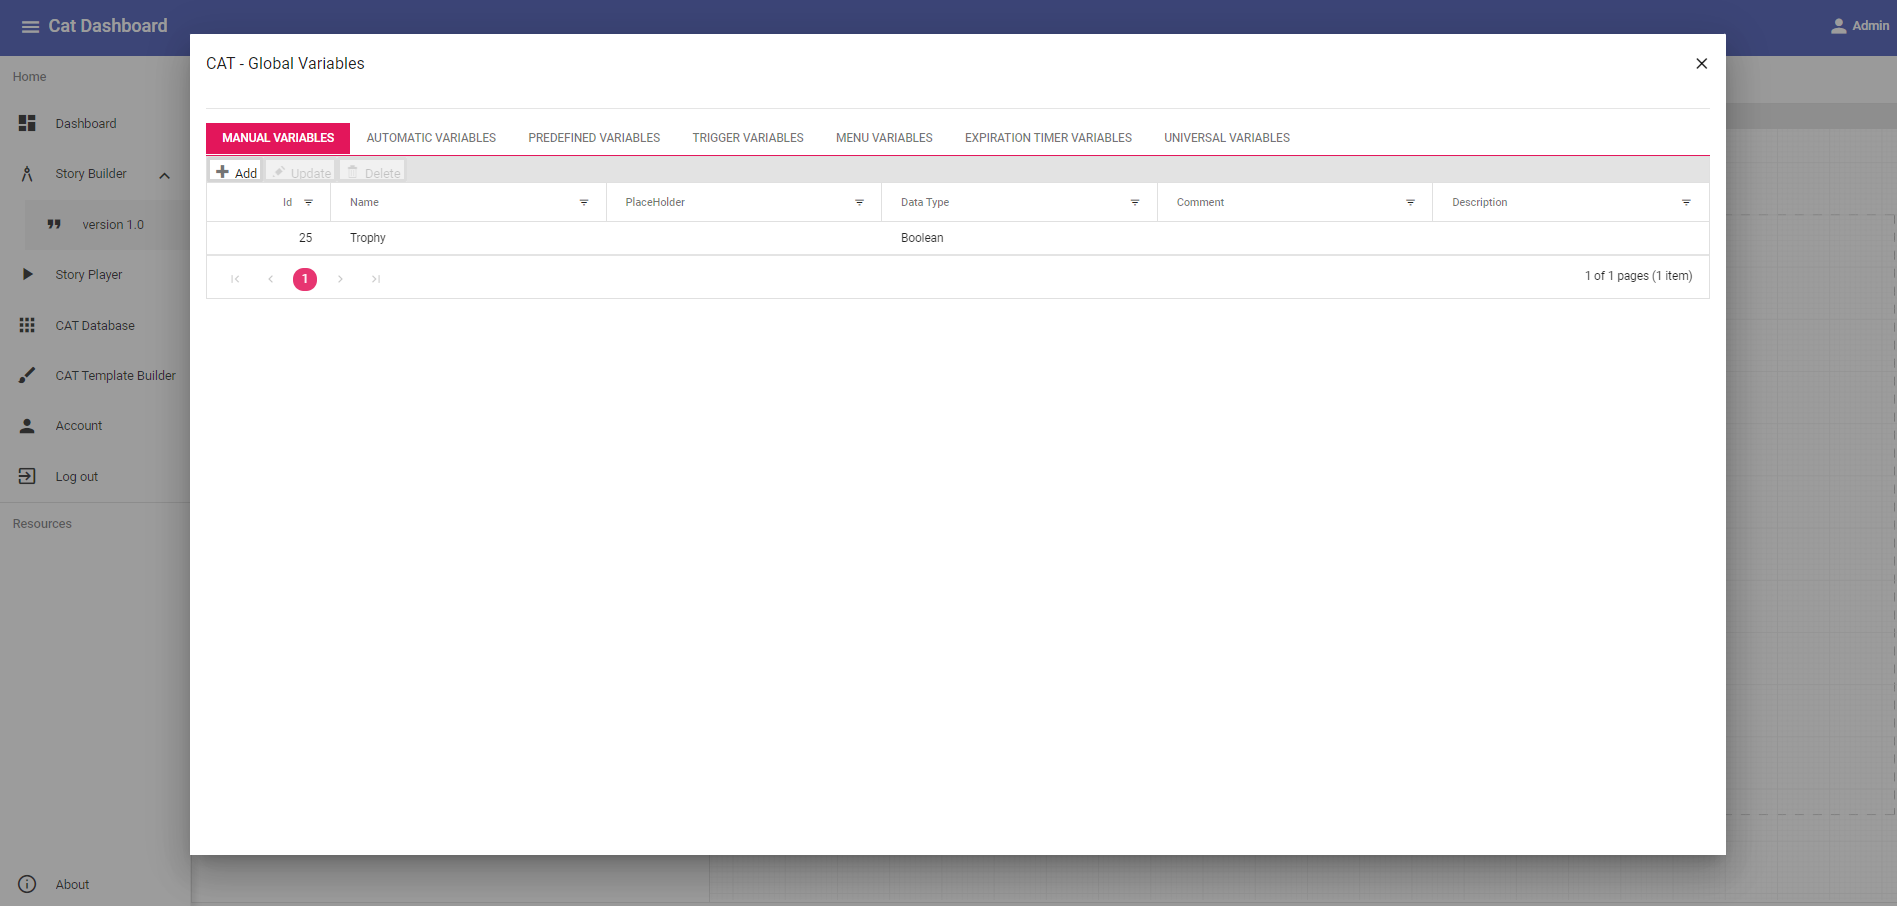 Cat Dashboard
Admin
CAT - Global Variables
Home
Dashboard
Story Builder
version 1.0
Story Player
CAT Database
CAT Template Builder
Account
Log out
Resources
About
MANUAL VARIABLES AUTOMATIC VARIABLES PREDEFINED VARIABLES TRIGGER VARIABLES MENU VARIABLES EXPIRATION TIMER VARIABLES UNIVERSAL VARIABLES
Add Update Delete
Id Name PlaceHolder Data Type Comment Description
25 Trophy Boolean
1
1 of 1 pages (1 item)